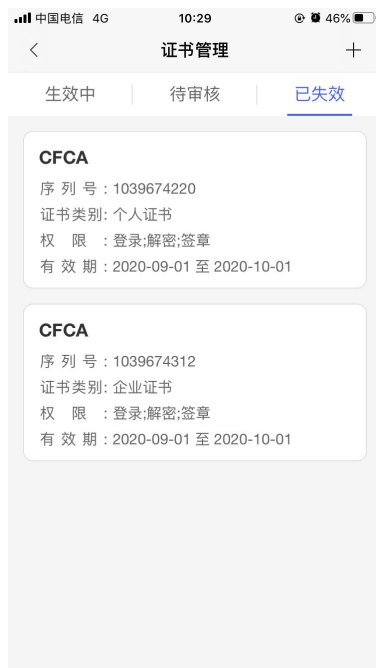 中国电信 4G 10:29 46%
证书管理
生效中 待审核 已失效
CFCA
序列号：1039674220
证书类别：个人证书
权限：登录;解密;签章
有效期：2020-09-01 至 2020-10-01
CFCA
序列号：1039674312
证书类别：企业证书
权限：登录;解密;签章
有效期：2020-09-01 至 2020-10-01